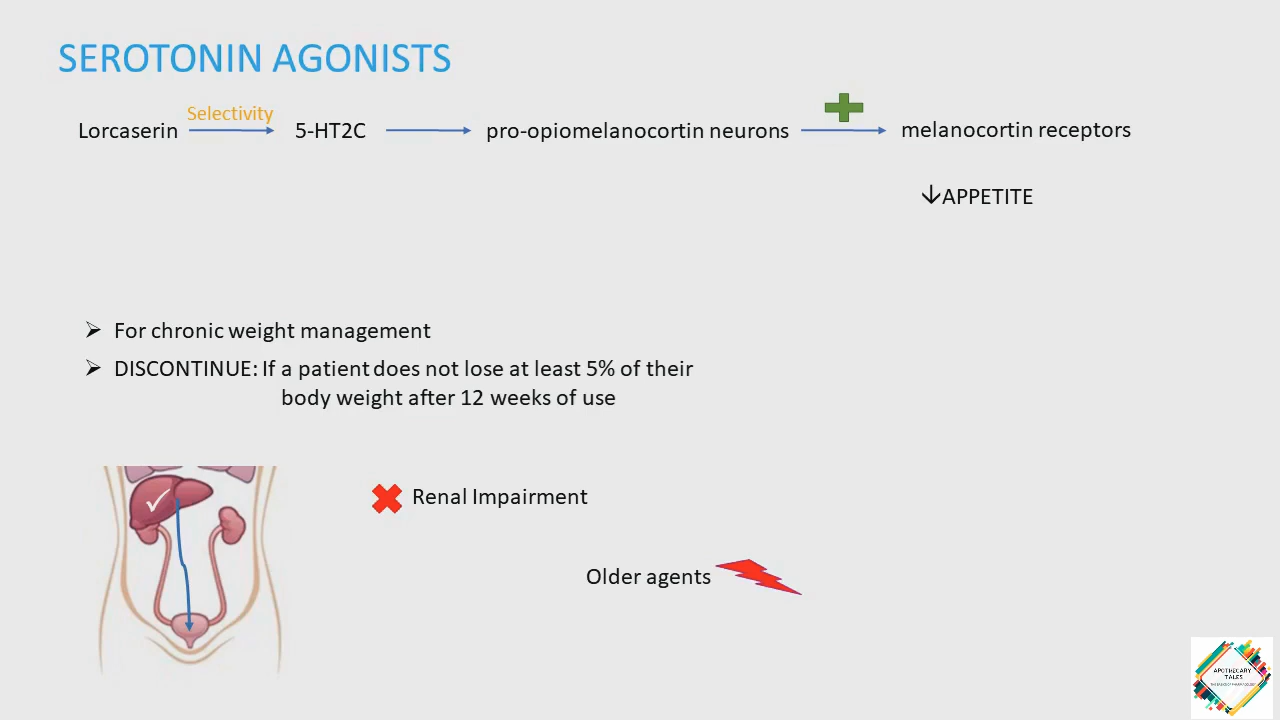 SEROTONIN AGONISTS
Selectivity
Lorcaserin 5-HT2C pro-opiomelanocortin neurons melanocortin receptors
↓APPETITE
For chronic weight management
DISCONTINUE: If a patient does not lose at least 5% of their
body weight after 12 weeks of use
Renal Impairment
Older agents
APOTHECARY
TALES